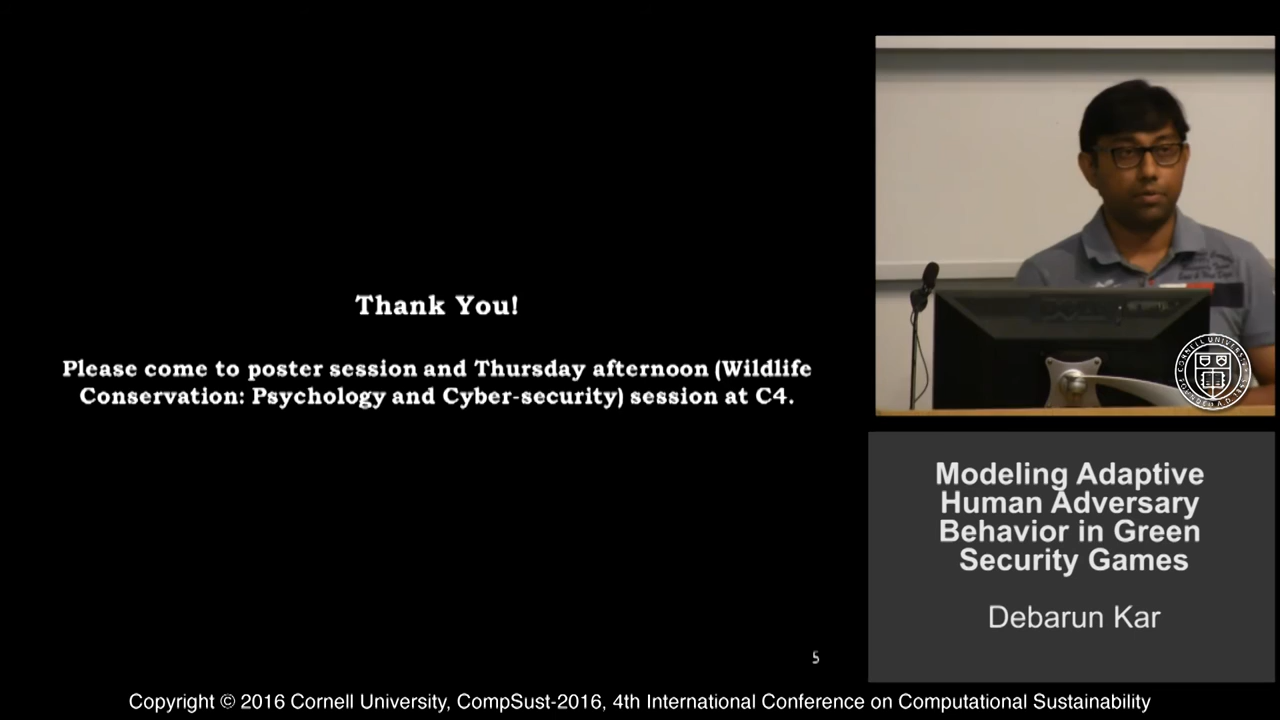 Thank You!
Please come to poster session and Thursday afternoon (Wildlife
Conservation: Psychology and Cyber-security) session at C4.
5
Modeling Adaptive
Human Adversary
Behavior in Green
Security Games
Debarun Kar
Copyright © 2016 Cornell University, CompSust-2016, 4th International Conference on Computational Sustainability